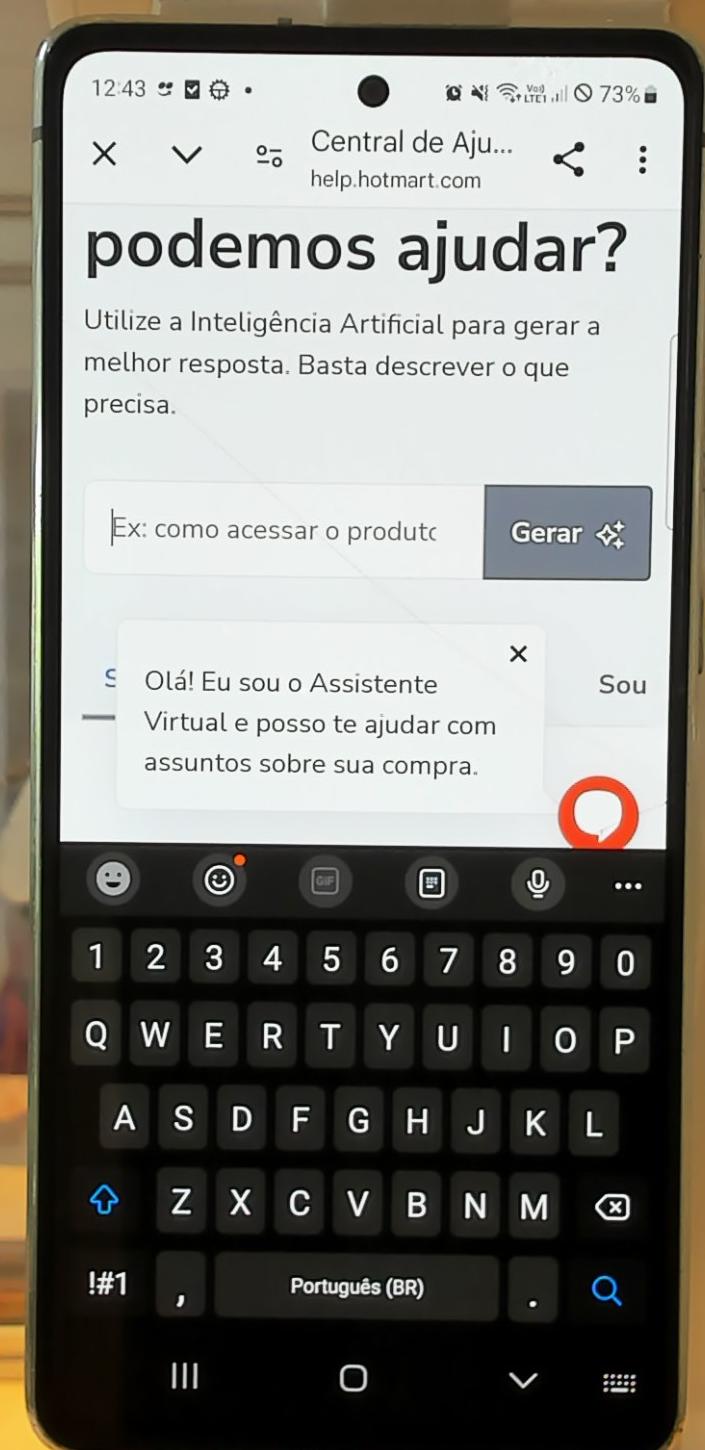 12:43 73%
Central de Aju...
help.hotmart.com
podemos ajudar?
Utilize a Inteligência Artificial para gerar a
melhor resposta. Basta descrever o que
precisa.
Ex: como acessar o produto
Gerar
S
Sou
Olá! Eu sou o Assistente
Virtual e posso te ajudar com
assuntos sobre sua compra.
GIF
1 2 3 4 5 6 7 8 9 0
Q W E R T Y U I O P
A S D F G H J K L
Z X C V B N M
!#1 , Português (BR) .